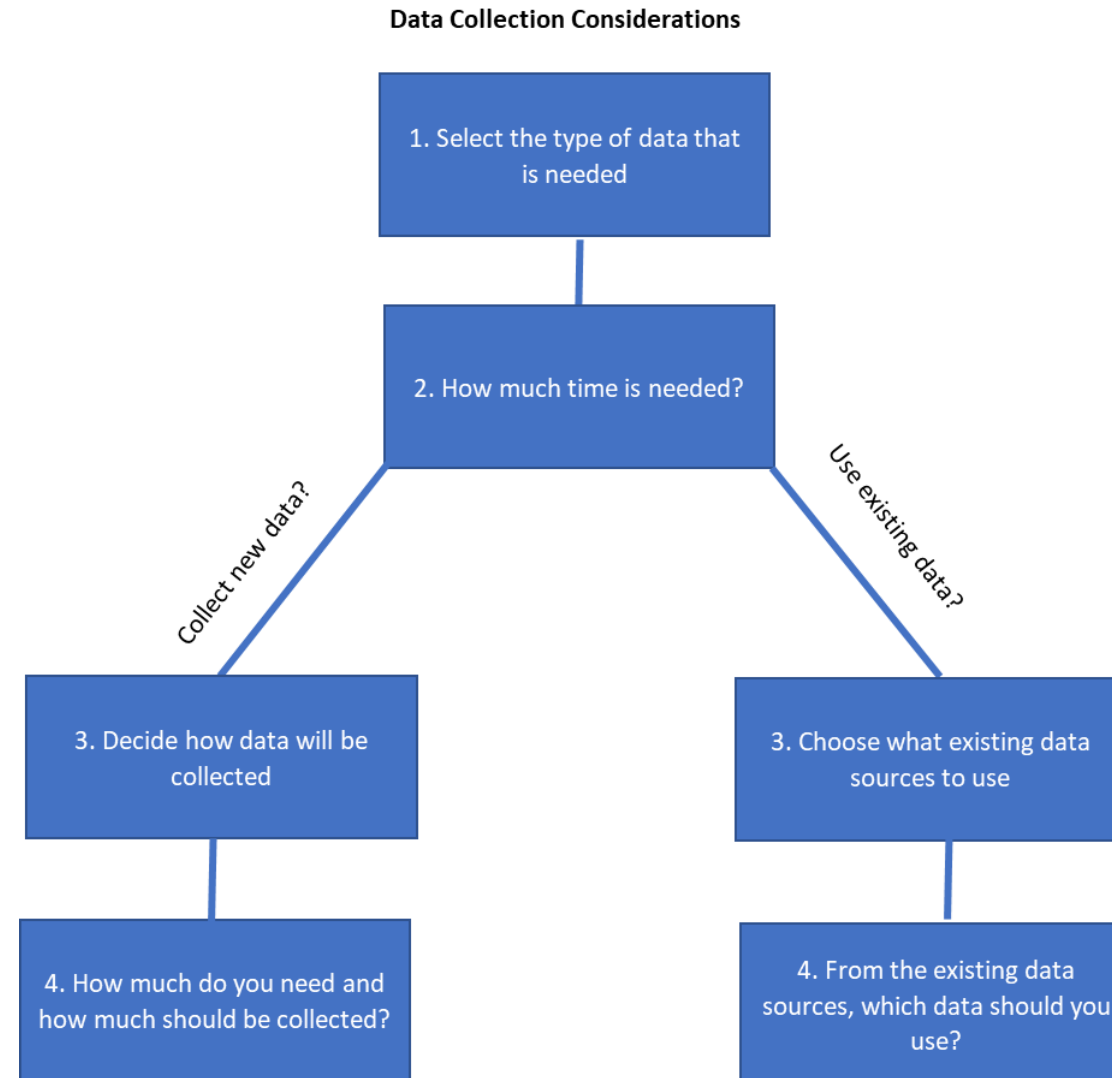 Data Collection Considerations
1. Select the type of data that
is needed
2. How much time is needed?
Collect new data?
Use existing data?
3. Decide how data will be
collected
3. Choose what existing data
sources to use
4. How much do you need and
how much should be collected?
4. From the existing data
sources, which data should you
use?